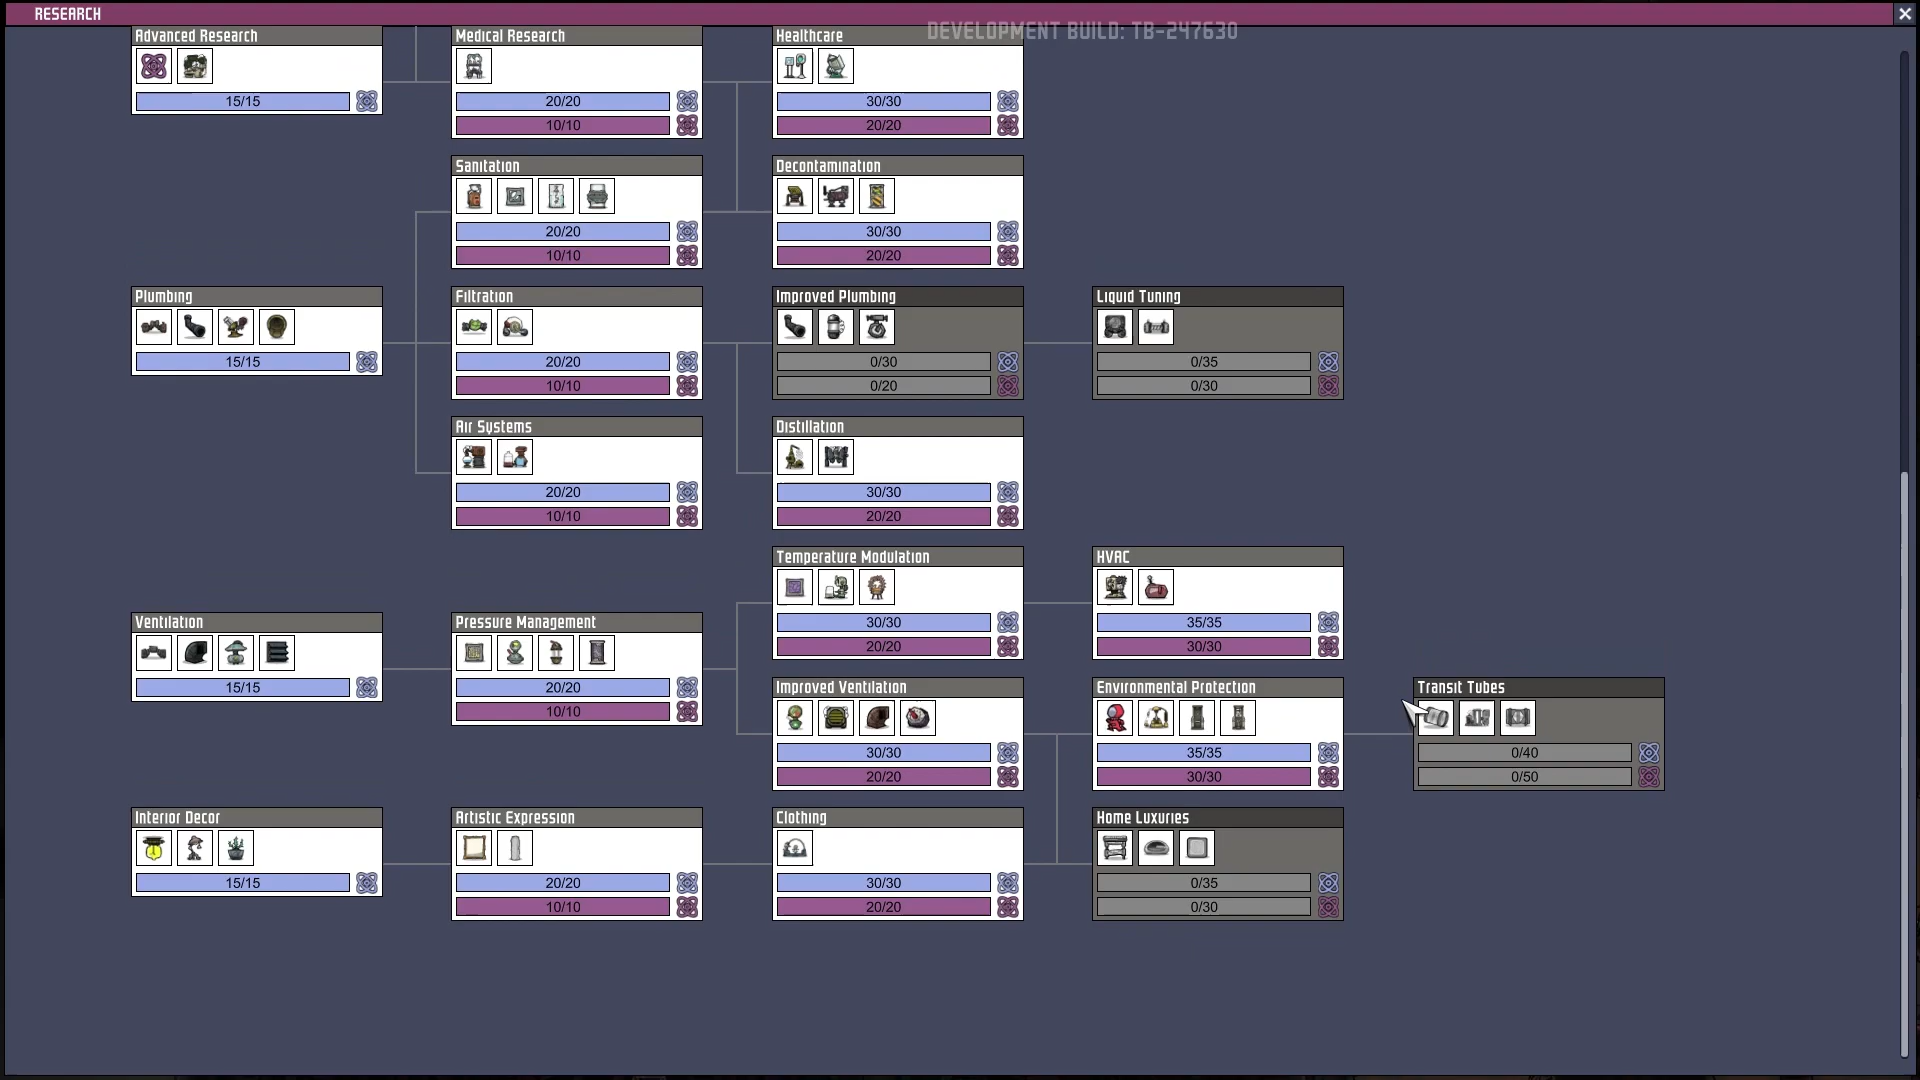 RESEARCH
DEVELOPMENT BUILD: TB-247630
Advanced Research
15/15
Medical Research
20/20
10/10
Healthcare
30/30
20/20
Sanitation
20/20
10/10
Decontamination
30/30
20/20
Plumbing
15/15
Filtration
20/20
10/10
Improved Plumbing
0/30
0/20
Liquid Tuning
0/35
0/30
Air Systems
20/20
10/10
Distillation
30/30
20/20
Temperature Modulation
30/30
20/20
HVAC
35/35
30/30
Ventilation
15/15
Pressure Management
20/20
10/10
Improved Ventilation
30/30
20/20
Environmental Protection
35/35
30/30
Transit Tubes
0/40
0/50
Interior Decor
15/15
Artistic Expression
20/20
10/10
Clothing
30/30
20/20
Home Luxuries
0/35
0/30